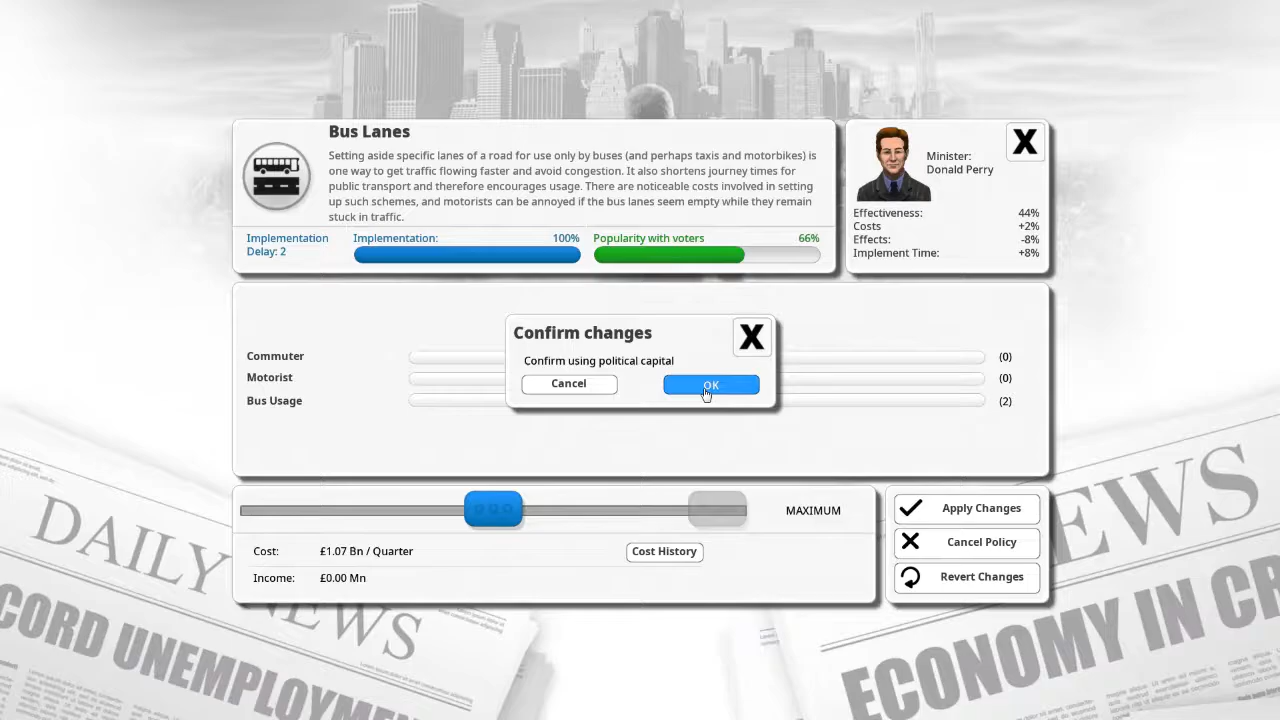 Bus Lanes
Setting aside specific lanes of a road for use only by buses (and perhaps taxis and motorbikes) is
one way to get traffic flowing faster and avoid congestion. It also shortens journey times for
public transport and therefore encourages usage. There are noticeable costs involved in setting
up such schemes, and motorists can be annoyed if the bus lanes seem empty while they remain
stuck in traffic.
Implementation
Delay: 2
Implementation: 100%
Popularity with voters 66%
X
Minister:
Donald Perry
Effectiveness: 44%
Costs +2%
Effects: -8%
Implement Time: +8%
Confirm changes
X
Confirm using political capital
Cancel
OK
Commuter (0)
Motorist (0)
Bus Usage (2)
MAXIMUM
Cost: £1.07 Bn / Quarter
Cost History
Income: £0.00 Mn
Apply Changes
Cancel Policy
Revert Changes
DAILY NEWS
CORD UNEMPLOYM
NEWS
ECONOMY IN CR